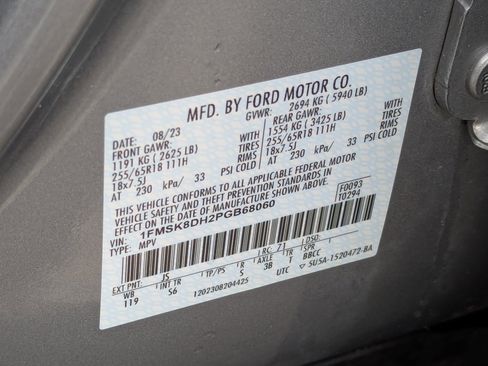 MFD. BY FORD MOTOR CO.
DATE: 08/23 GVWR: 2694 KG ( 5940 LB)
FRONT GAWR: WITH REAR GAWR: WITH
1191 KG ( 2625 LB) TIRES 1554 KG ( 3425 LB) TIRES
255/65R18 111H RIMS 255/65R18 111H RIMS
18x7.5J 18x7.5J
AT 230 kPa/ 33 PSI COLD AT 230 kPa/ 33 PSI COLD
THIS VEHICLE CONFORMS TO ALL APPLICABLE FEDERAL MOTOR
VEHICLE SAFETY AND THEFT PREVENTION STANDARDS IN EFFECT ON
THE DATE OF MANUFACTURE SHOWN ABOVE.
VIN: 1FMSK8DH2PGB68060 F0093
TYPE: MPV T0294
EXT PNT: JS RC: 71 DSO:
WB INT TR TP/PS R AXLE TR SPR
119 S6 S 3B T BBCC
UTC ▽ 5U5A-1520472-BA
1202308204425